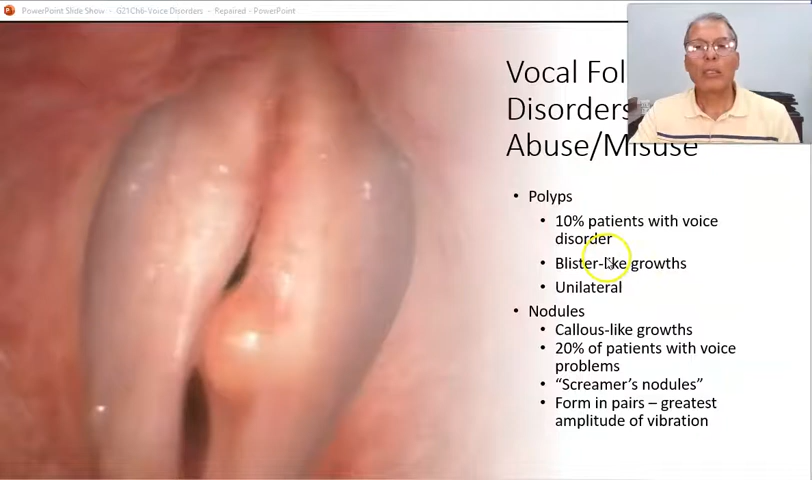 PowerPoint Slide Show - G21Ch6-Voice Disorders - Repaired - PowerPoint
Vocal Fol
Disorders
Abuse/Misuse
• Polyps
• 10% patients with voice
disorder
• Blister-like growths
• Unilateral
• Nodules
• Callous-like growths
• 20% of patients with voice
problems
• “Screamer’s nodules”
• Form in pairs – greatest
amplitude of vibration